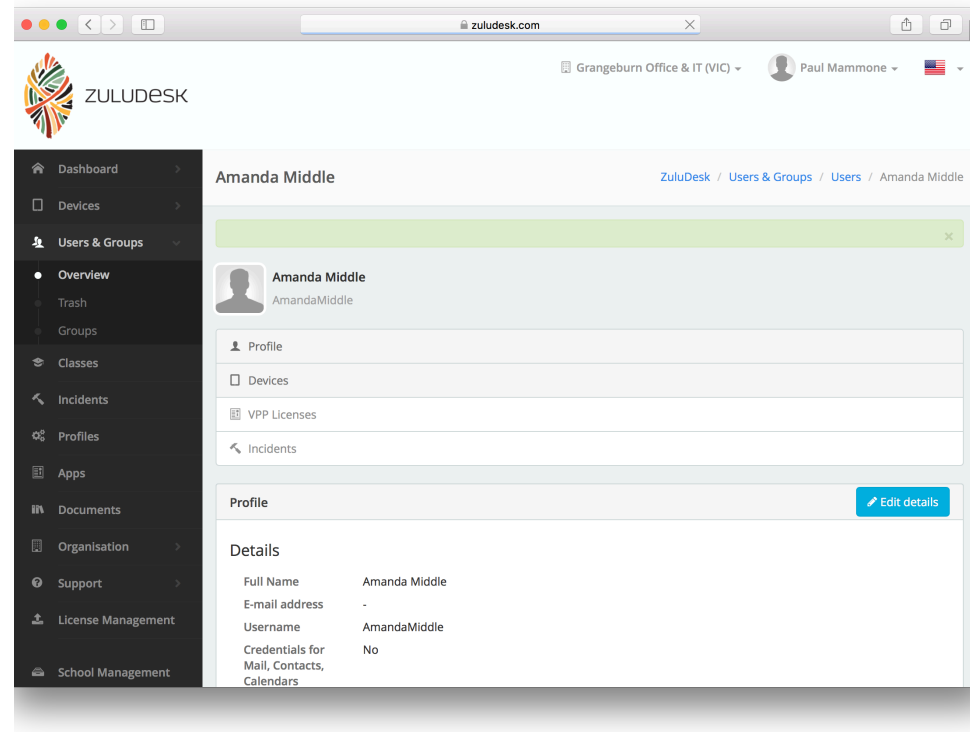 zuludesk.com
Grangeburn Office & IT (VIC)
Paul Mammone
ZULUDESK
Dashboard
Devices
Users & Groups
Overview
Trash
Groups
Classes
Incidents
Profiles
Apps
Documents
Organisation
Support
License Management
School Management
Amanda Middle
ZuluDesk / Users & Groups / Users / Amanda Middle
×
Amanda Middle
AmandaMiddle
Profile
Devices
VPP Licenses
Incidents
Profile
Edit details
Details
Full Name Amanda Middle
E-mail address -
Username AmandaMiddle
Credentials for No
Mail, Contacts,
Calendars